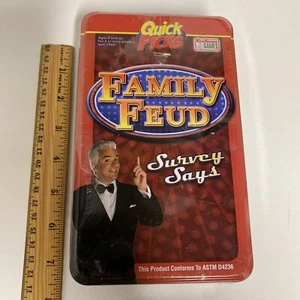 Quick
Picks
FAMILY
FEUD
Survey
Says
This Product Conforms To ASTM D4236